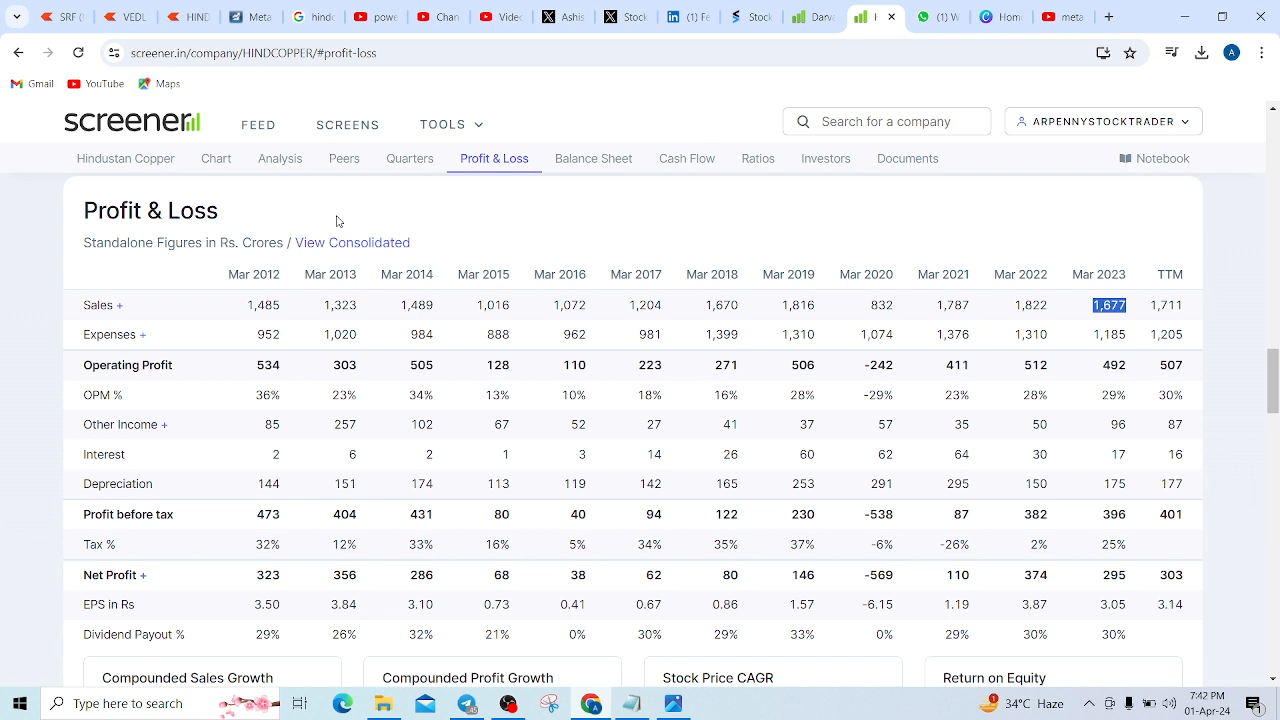 SRF (
VEDL
HIND
Metal
hindc
powe
Chan
Video
Ashis
Stock
(1) Fe
Stock
Darva
H
(1) W
Hom
meta
screener.in/company/HINDCOPPER/#profit-loss
A
Gmail YouTube Maps
screener
FEED SCREENS TOOLS
Search for a company
ARPENNYSTOCKTRADER
Hindustan Copper Chart Analysis Peers Quarters Profit & Loss Balance Sheet Cash Flow Ratios Investors Documents Notebook
Profit & Loss
Standalone Figures in Rs. Crores / View Consolidated
Mar 2012 Mar 2013 Mar 2014 Mar 2015 Mar 2016 Mar 2017 Mar 2018 Mar 2019 Mar 2020 Mar 2021 Mar 2022 Mar 2023 TTM
Sales + 1,485 1,323 1,489 1,016 1,072 1,204 1,670 1,816 832 1,787 1,822 1,677 1,711
Expenses + 952 1,020 984 888 962 981 1,399 1,310 1,074 1,376 1,310 1,185 1,205
Operating Profit 534 303 505 128 110 223 271 506 -242 411 512 492 507
OPM % 36% 23% 34% 13% 10% 18% 16% 28% -29% 23% 28% 29% 30%
Other Income + 85 257 102 67 52 27 41 37 57 35 50 96 87
Interest 2 6 2 1 3 14 26 60 62 64 30 17 16
Depreciation 144 151 174 113 119 142 165 253 291 295 150 175 177
Profit before tax 473 404 431 80 40 94 122 230 -538 87 382 396 401
Tax % 32% 12% 33% 16% 5% 34% 35% 37% -6% -26% 2% 25%
Net Profit + 323 356 286 68 38 62 80 146 -569 110 374 295 303
EPS in Rs 3.50 3.84 3.10 0.73 0.41 0.67 0.86 1.57 -6.15 1.19 3.87 3.05 3.14
Dividend Payout % 29% 26% 32% 21% 0% 30% 29% 33% 0% 29% 30% 30%
Compounded Sales Growth Compounded Profit Growth Stock Price CAGR Return on Equity
Type here to search
34°C Haze
7:42 PM
01-Apr-24